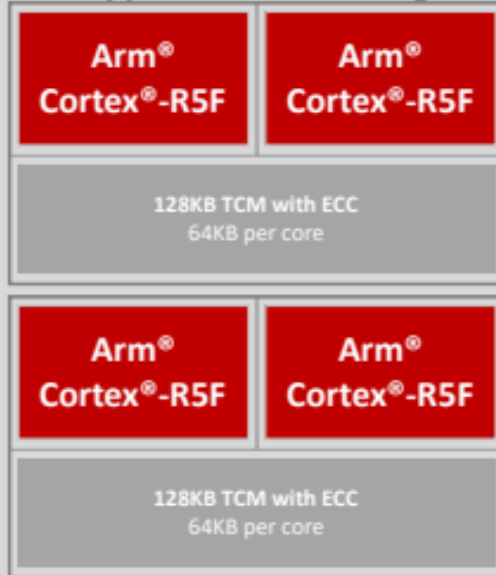 Arm® Arm®
Cortex®-R5F Cortex®-R5F
128KB TCM with ECC
64KB per core
Arm® Arm®
Cortex®-R5F Cortex®-R5F
128KB TCM with ECC
64KB per core